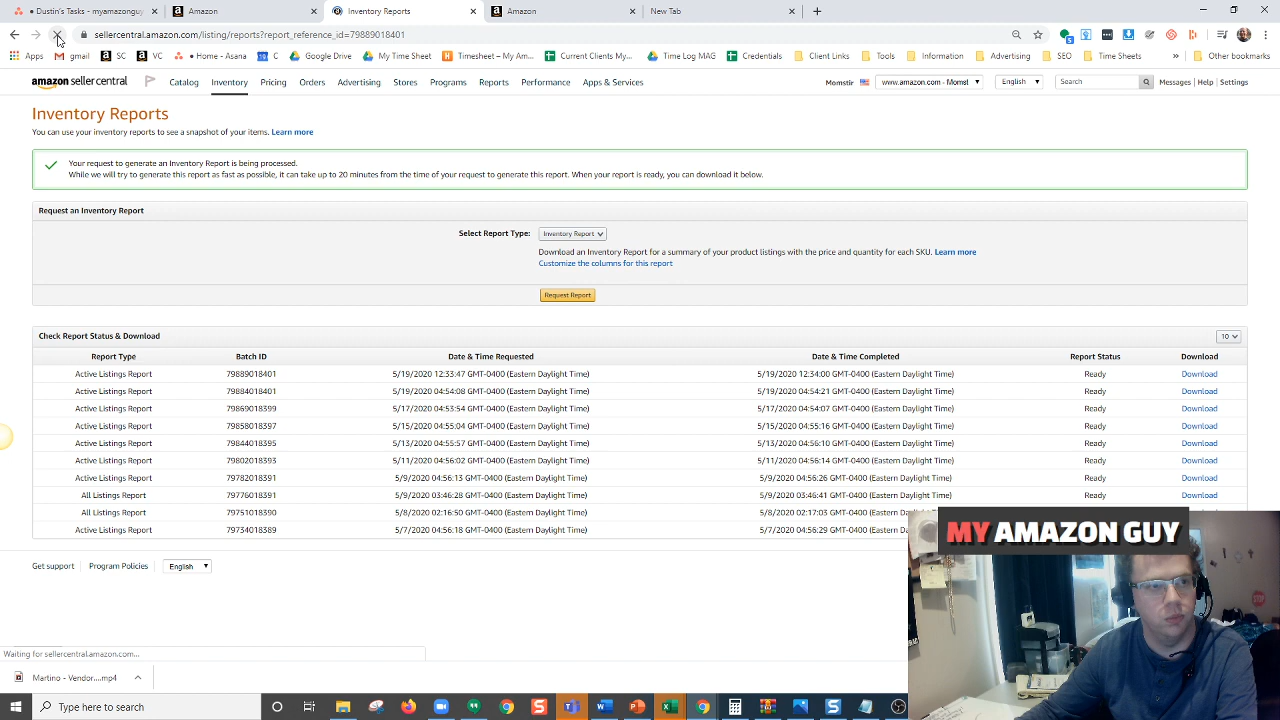 Dustin's Tasks - myamazonguy
Amazon
Inventory Reports
Amazon
New Tab
sellercentral.amazon.com/listing/reports?report_reference_id=79889018401
Apps
gmail
SC
VC
Home - Asana
C
Google Drive
My Time Sheet
Timesheet – My Am...
Current Clients My...
Time Log MAG
Credentials
Client Links
Tools
Information
Advertising
SEO
Time Sheets
»
Other bookmarks
amazon seller central
Catalog
Inventory
Pricing
Orders
Advertising
Stores
Programs
Reports
Performance
Apps & Services
Momstir
www.amazon.com - Momst
English
Search
Messages | Help | Settings
Inventory Reports
You can use your inventory reports to see a snapshot of your items. Learn more
Your request to generate an Inventory Report is being processed.
While we will try to generate this report as fast as possible, it can take up to 20 minutes from the time of your request to generate this report. When your report is ready, you can download it below.
Request an Inventory Report
Select Report Type: Inventory Report
Download an Inventory Report for a summary of your product listings with the price and quantity for each SKU. Learn more
Customize the columns for this report
Request Report
Check Report Status & Download
10
Report Type Batch ID Date & Time Requested Date & Time Completed Report Status Download
Active Listings Report 79889018401 5/19/2020 12:33:47 GMT-0400 (Eastern Daylight Time) 5/19/2020 12:34:00 GMT-0400 (Eastern Daylight Time) Ready Download
Active Listings Report 79884018401 5/19/2020 04:54:08 GMT-0400 (Eastern Daylight Time) 5/19/2020 04:54:21 GMT-0400 (Eastern Daylight Time) Ready Download
Active Listings Report 79869018399 5/17/2020 04:53:54 GMT-0400 (Eastern Daylight Time) 5/17/2020 04:54:07 GMT-0400 (Eastern Daylight Time) Ready Download
Active Listings Report 79858018397 5/15/2020 04:55:04 GMT-0400 (Eastern Daylight Time) 5/15/2020 04:55:16 GMT-0400 (Eastern Daylight Time) Ready Download
Active Listings Report 79844018395 5/13/2020 04:55:57 GMT-0400 (Eastern Daylight Time) 5/13/2020 04:56:10 GMT-0400 (Eastern Daylight Time) Ready Download
Active Listings Report 79802018393 5/11/2020 04:56:02 GMT-0400 (Eastern Daylight Time) 5/11/2020 04:56:14 GMT-0400 (Eastern Daylight Time) Ready Download
Active Listings Report 79782018391 5/9/2020 04:56:13 GMT-0400 (Eastern Daylight Time) 5/9/2020 04:56:26 GMT-0400 (Eastern Daylight Time) Ready Download
All Listings Report 79776018391 5/9/2020 03:46:28 GMT-0400 (Eastern Daylight Time) 5/9/2020 03:46:41 GMT-0400 (Eastern Daylight Time) Ready Download
All Listings Report 79751018390 5/8/2020 02:16:50 GMT-0400 (Eastern Daylight Time) 5/8/2020 02:17:03 GMT-0400 (Eastern Daylight Time)
Active Listings Report 79734018389 5/7/2020 04:56:18 GMT-0400 (Eastern Daylight Time) 5/7/2020 04:56:29 GMT-0400 (Eastern Daylight Time)
MY AMAZON GUY
Get support
Program Policies
English
Waiting for sellercentral.amazon.com...
Martino - Vendor....mp4
Type here to search